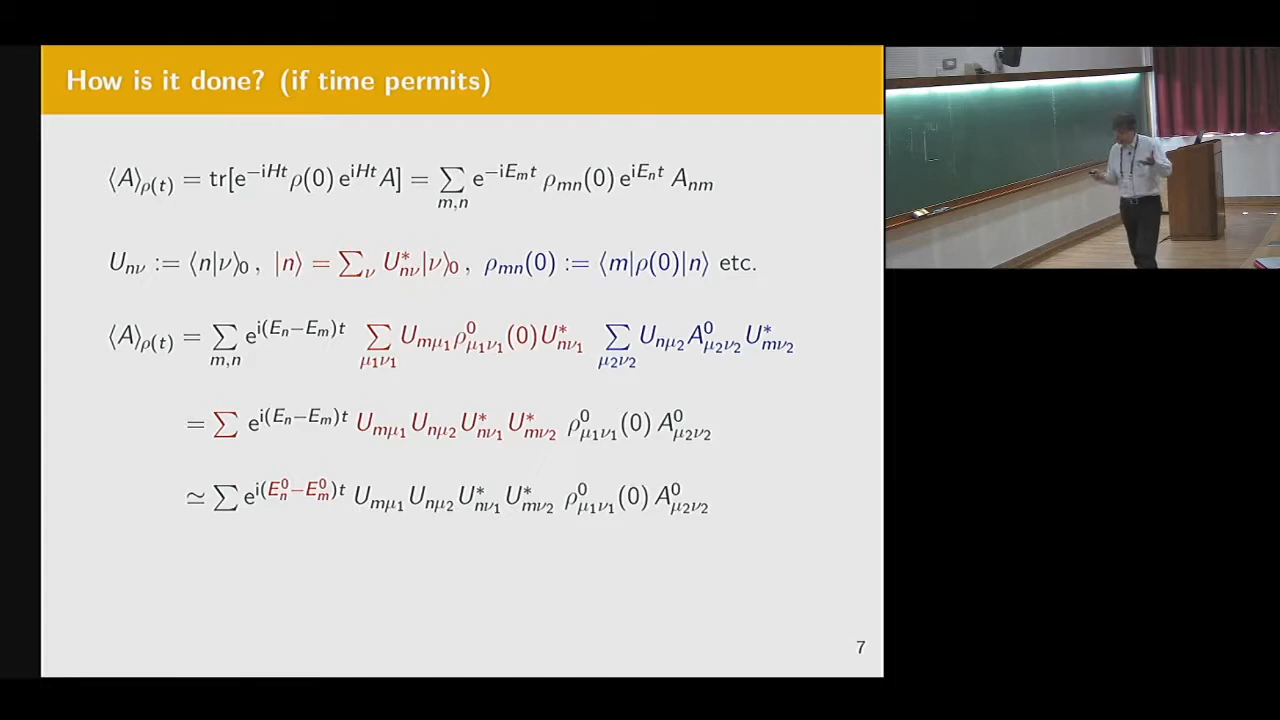 How is it done? (if time permits)
⟨A⟩_{ρ(t)} = tr[e^{−iHt}ρ(0) e^{iHt}A] = ∑_{m,n} e^{−iE_m t} ρ_{mn}(0) e^{iE_n t} A_{nm}
U_{nν} := ⟨n|ν⟩_0 , |n⟩ = ∑_ν U*_{nν}|ν⟩_0 , ρ_{mn}(0) := ⟨m|ρ(0)|n⟩ etc.
⟨A⟩_{ρ(t)} = ∑_{m,n} e^{i(E_n−E_m)t} ∑_{μ_1ν_1} U_{mμ_1} ρ^0_{μ_1ν_1}(0) U*_{nν_1} ∑_{μ_2ν_2} U_{nμ_2} A^0_{μ_2ν_2} U*_{mν_2}
= ∑ e^{i(E_n−E_m)t} U_{mμ_1} U_{nμ_2} U*_{nν_1} U*_{mν_2} ρ^0_{μ_1ν_1}(0) A^0_{μ_2ν_2}
≃ ∑ e^{i(E^0_n−E^0_m)t} U_{mμ_1} U_{nμ_2} U*_{nν_1} U*_{mν_2} ρ^0_{μ_1ν_1}(0) A^0_{μ_2ν_2}
7